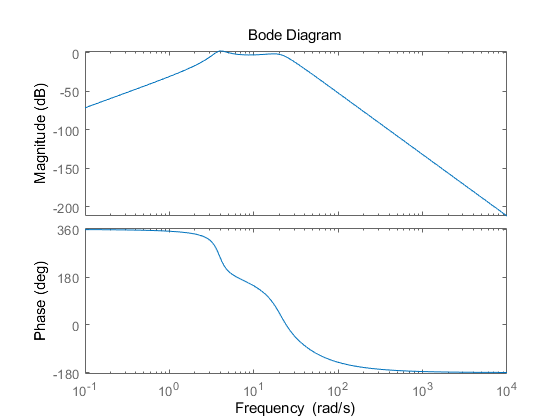 Bode Diagram
Magnitude (dB)
0
-50
-100
-150
-200
Phase (deg)
360
180
0
-180
10^-1 10^0 10^1 10^2 10^3 10^4
Frequency (rad/s)